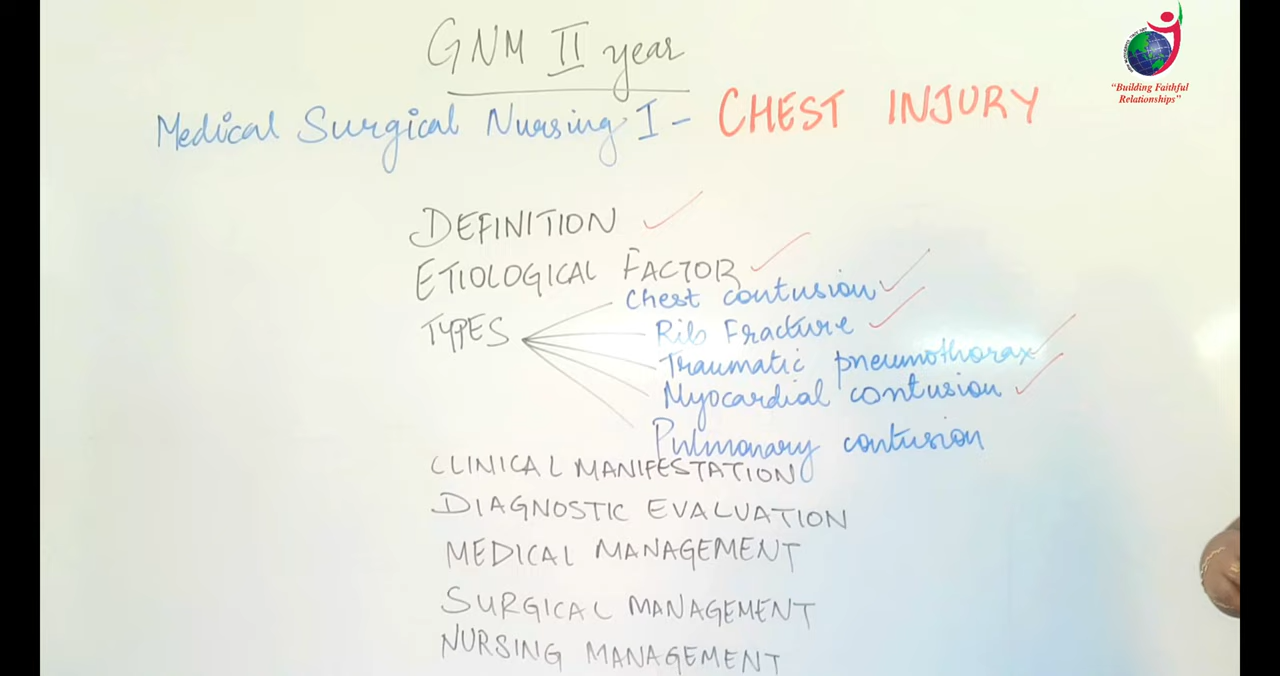 GNM II year
Medical Surgical Nursing I - CHEST INJURY
"Building Faithful
Relationships"
DEFINITION
ETIOLOGICAL FACTOR
TYPES
Chest contusion
Rib Fracture
Traumatic pneumothorax
Myocardial contusion
Pulmonary contusion
CLINICAL MANIFESTATION
DIAGNOSTIC EVALUATION
MEDICAL MANAGEMENT
SURGICAL MANAGEMENT
NURSING MANAGEMENT